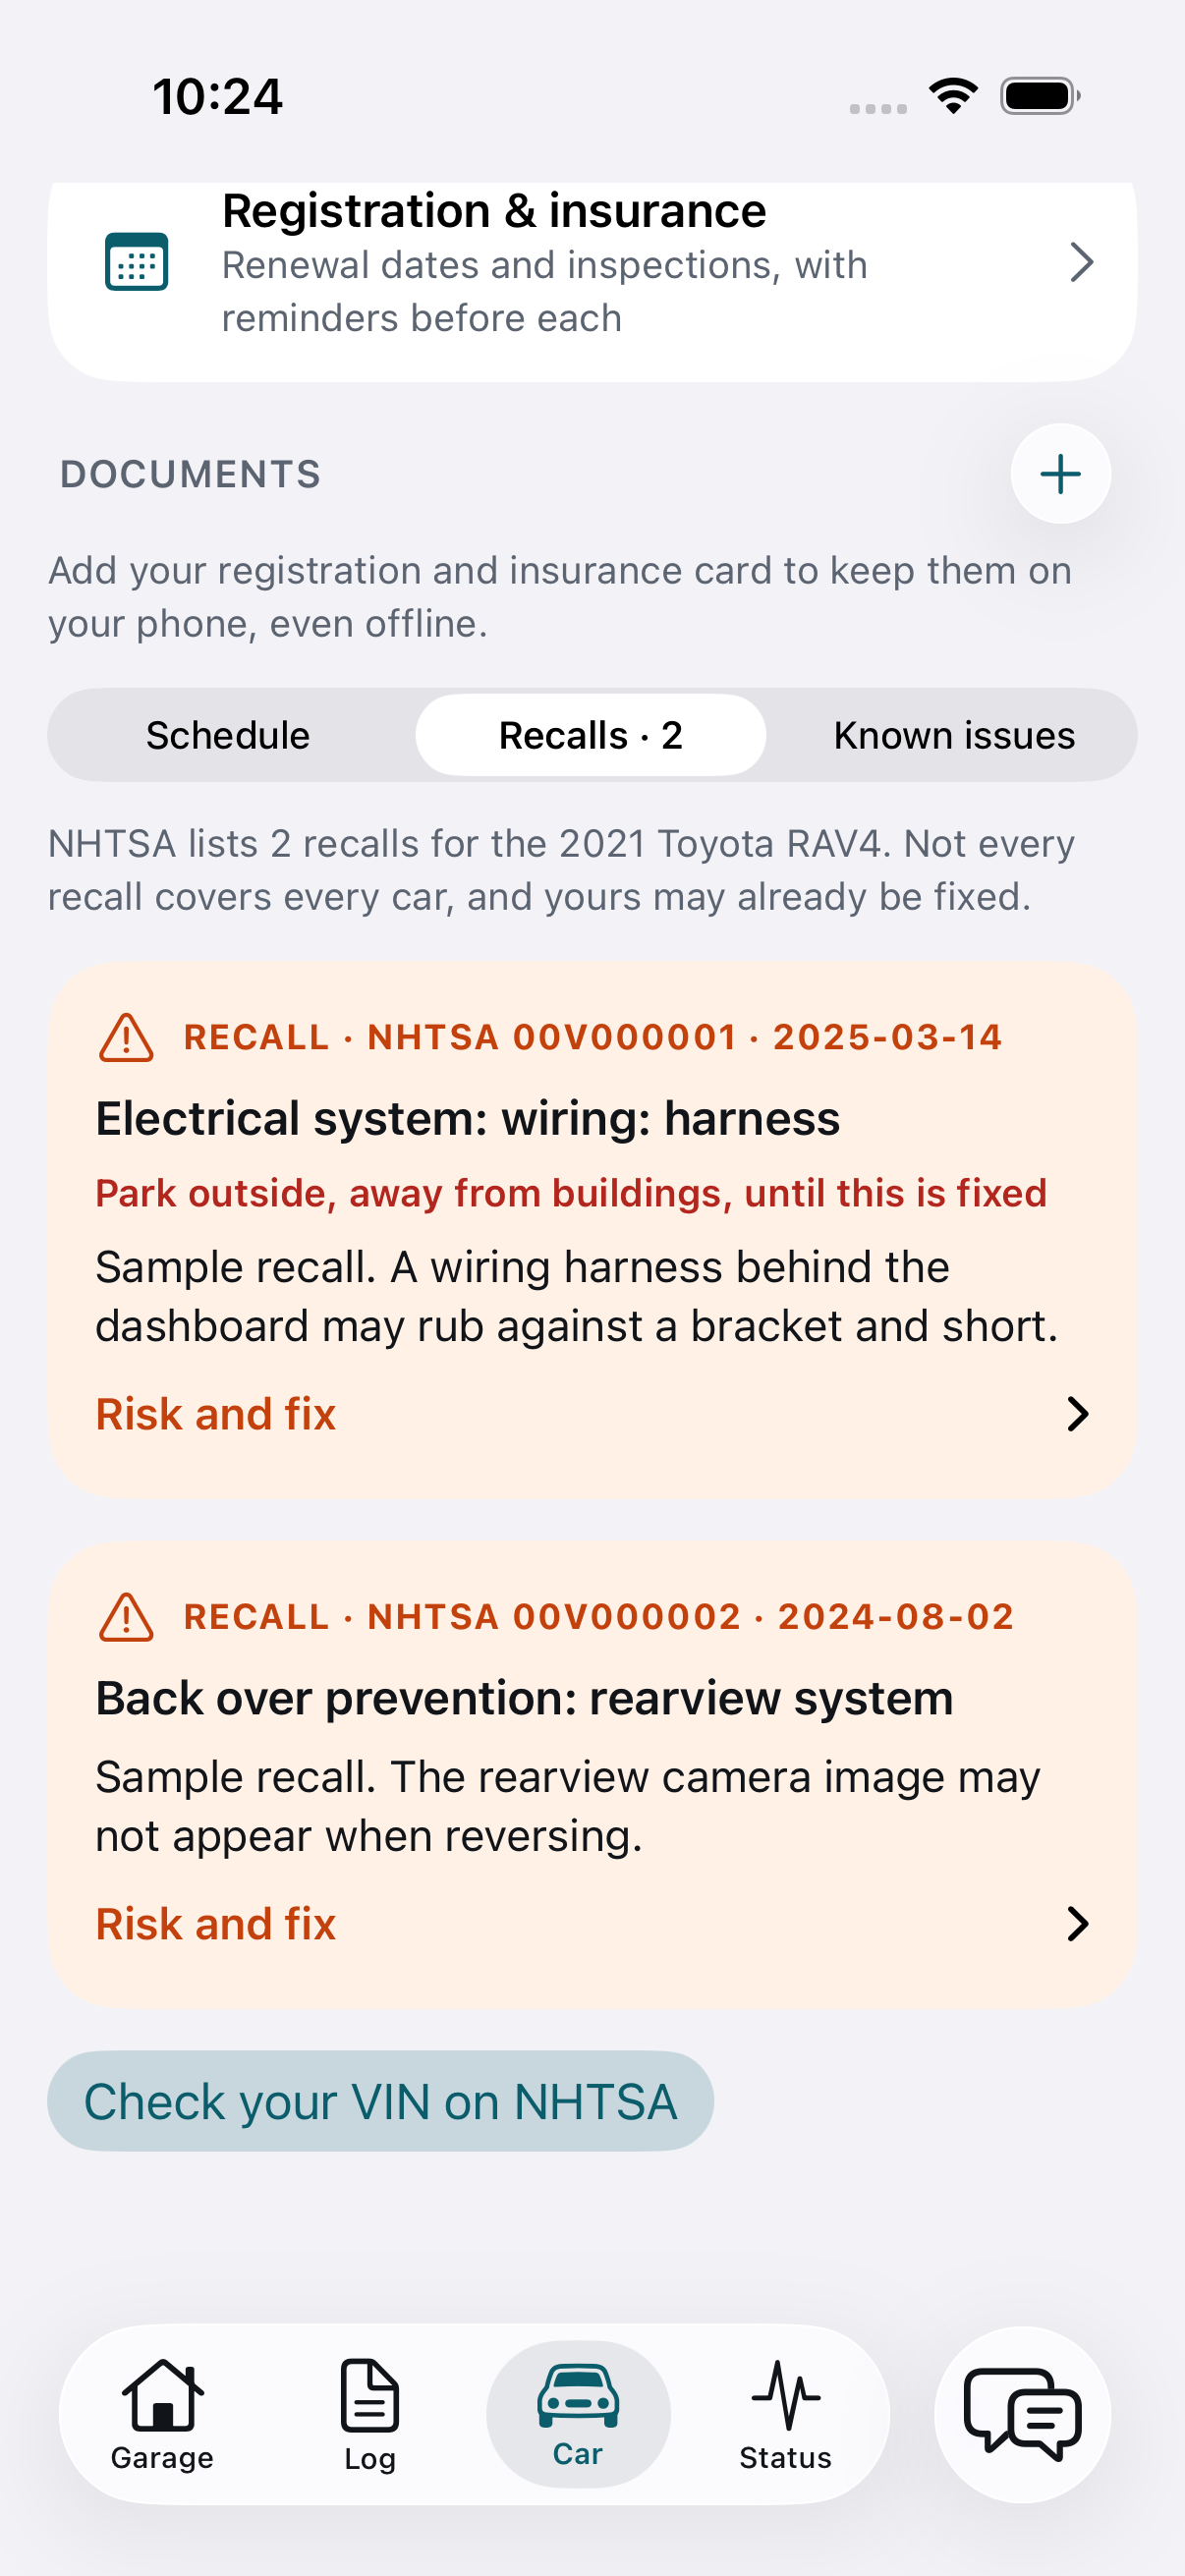 10:24
Registration & insurance
Renewal dates and inspections, with
reminders before each
DOCUMENTS
Add your registration and insurance card to keep them on
your phone, even offline.
Schedule
Recalls · 2
Known issues
NHTSA lists 2 recalls for the 2021 Toyota RAV4. Not every
recall covers every car, and yours may already be fixed.
RECALL · NHTSA 00V000001 · 2025-03-14
Electrical system: wiring: harness
Park outside, away from buildings, until this is fixed
Sample recall. A wiring harness behind the
dashboard may rub against a bracket and short.
Risk and fix
RECALL · NHTSA 00V000002 · 2024-08-02
Back over prevention: rearview system
Sample recall. The rearview camera image may
not appear when reversing.
Risk and fix
Check your VIN on NHTSA
Garage
Log
Car
Status